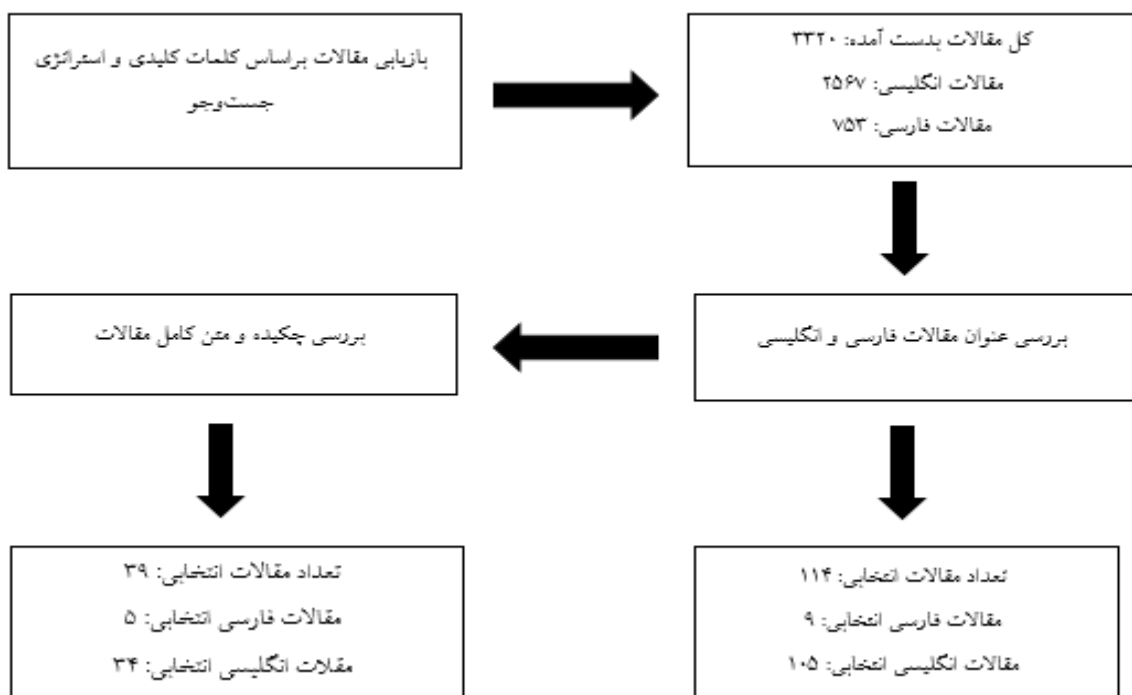 بازیابی مقالات براساس کلمات کلیدی و استراتژی
جست‌وجو
کل مقالات بدست آمده: ۳۳۲۰
مقالات انگلیسی: ۲۵۶۷
مقالات فارسی: ۷۵۳
بررسی عنوان مقالات فارسی و انگلیسی
بررسی چکیده و متن کامل مقالات
تعداد مقالات انتخابی: ۱۱۴
مقالات فارسی انتخابی: ۹
مقالات انگلیسی انتخابی: ۱۰۵
تعداد مقالات انتخابی: ۳۹
مقالات فارسی انتخابی: ۵
مقلات انگلیسی انتخابی: ۳۴